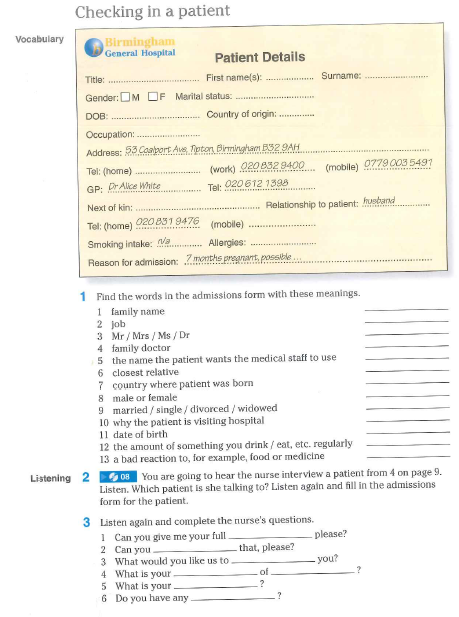 Checking in a patient
Vocabulary
Birmingham
General Hospital
Patient Details
Title: ........................ First name(s): .................. Surname: ..................
Gender: M F Marital status: ........................
DOB: ........................ Country of origin: ..............
Occupation: ..................
Address: 53 Coalport Ave, Tipton, Birmingham B32 9AH
Tel: (home) .................. (work) 020 832 9400 (mobile) 0779 003 5491
GP: Dr Alice White Tel: 020 612 1398
Next of kin: ........................ Relationship to patient: husband
Tel: (home) 020 831 9476 (mobile) ..................
Smoking intake: n/a Allergies: ..................
Reason for admission: 7 months pregnant, possible ...
1 Find the words in the admissions form with these meanings.
1 family name
2 job
3 Mr / Mrs / Ms / Dr
4 family doctor
5 the name the patient wants the medical staff to use
6 closest relative
7 country where patient was born
8 male or female
9 married / single / divorced / widowed
10 why the patient is visiting hospital
11 date of birth
12 the amount of something you drink / eat, etc. regularly
13 a bad reaction to, for example, food or medicine
Listening 2 08 You are going to hear the nurse interview a patient from 4 on page 9.
Listen. Which patient is she talking to? Listen again and fill in the admissions
form for the patient.
3 Listen again and complete the nurse's questions.
1 Can you give me your full ____________ please?
2 Can you ____________ that, please?
3 What would you like us to ____________ you?
4 What is your ____________ of ____________ ?
5 What is your ____________ ?
6 Do you have any ____________ ?